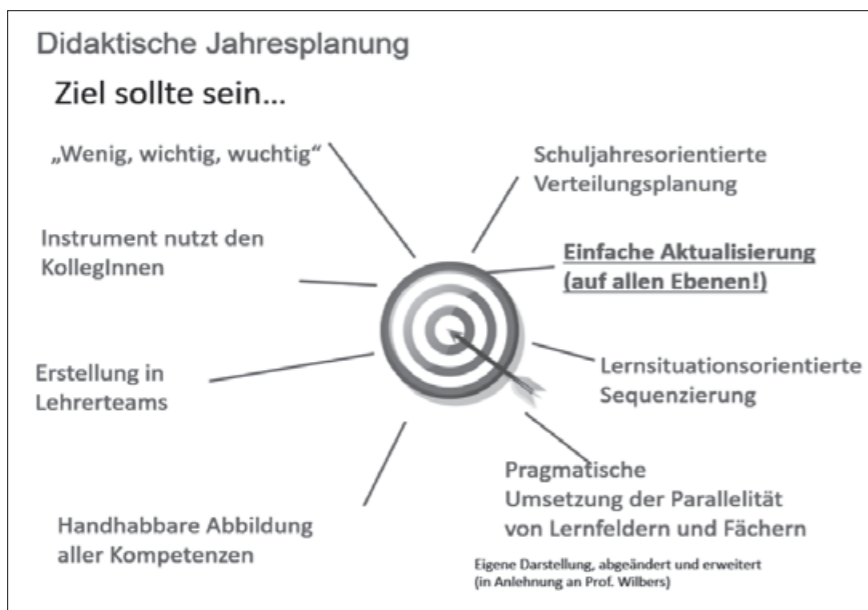 Didaktische Jahresplanung
Ziel sollte sein...
„Wenig, wichtig, wuchtig“
Instrument nutzt den
KollegInnen
Erstellung in
Lehrerteams
Handhabbare Abbildung
aller Kompetenzen
Schuljahresorientierte
Verteilungsplanung
Einfache Aktualisierung
(auf allen Ebenen!)
Lernsituationsorientierte
Sequenzierung
Pragmatische
Umsetzung der Parallelität
von Lernfeldern und Fächern
Eigene Darstellung, abgeändert und erweitert
(in Anlehnung an Prof. Wilbers)